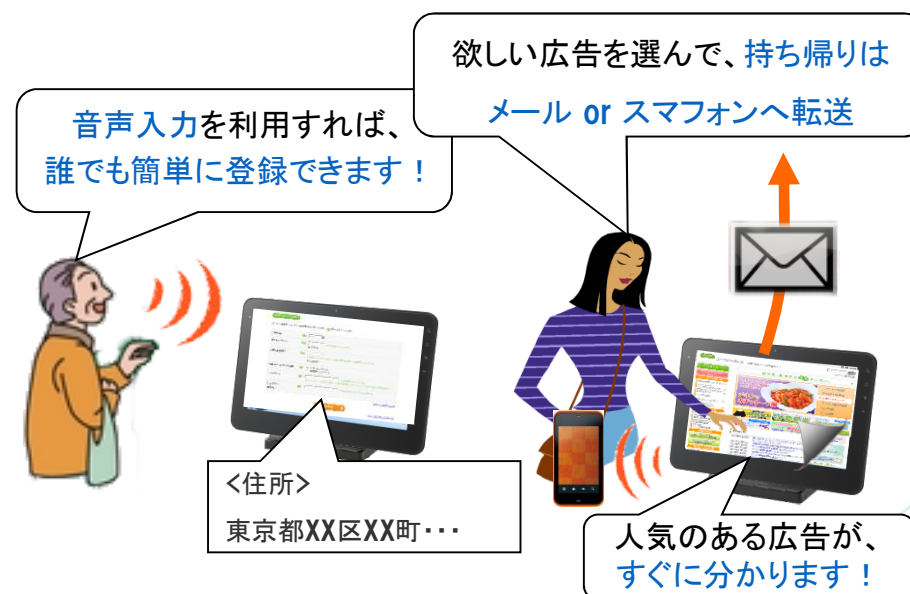 欲しい広告を選んで、持ち帰りは
メール or スマフォンへ転送
音声入力を利用すれば、
誰でも簡単に登録できます！
<住所>
東京都XX区XX町･･･
人気のある広告が、
すぐに分かります！